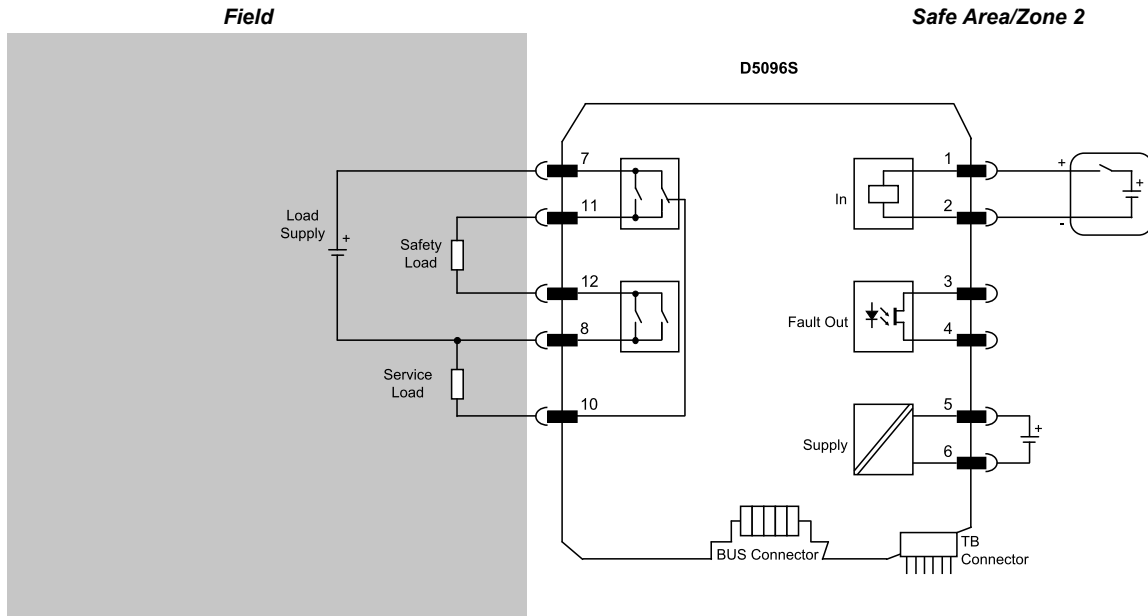 Field
Safe Area/Zone 2
D5096S
7
11
12
8
10
Load
Supply
+
Safety
Load
Service
Load
In
1
2
+
-
+
Fault Out
3
4
Supply
5
6
+
BUS Connector
TB
Connector